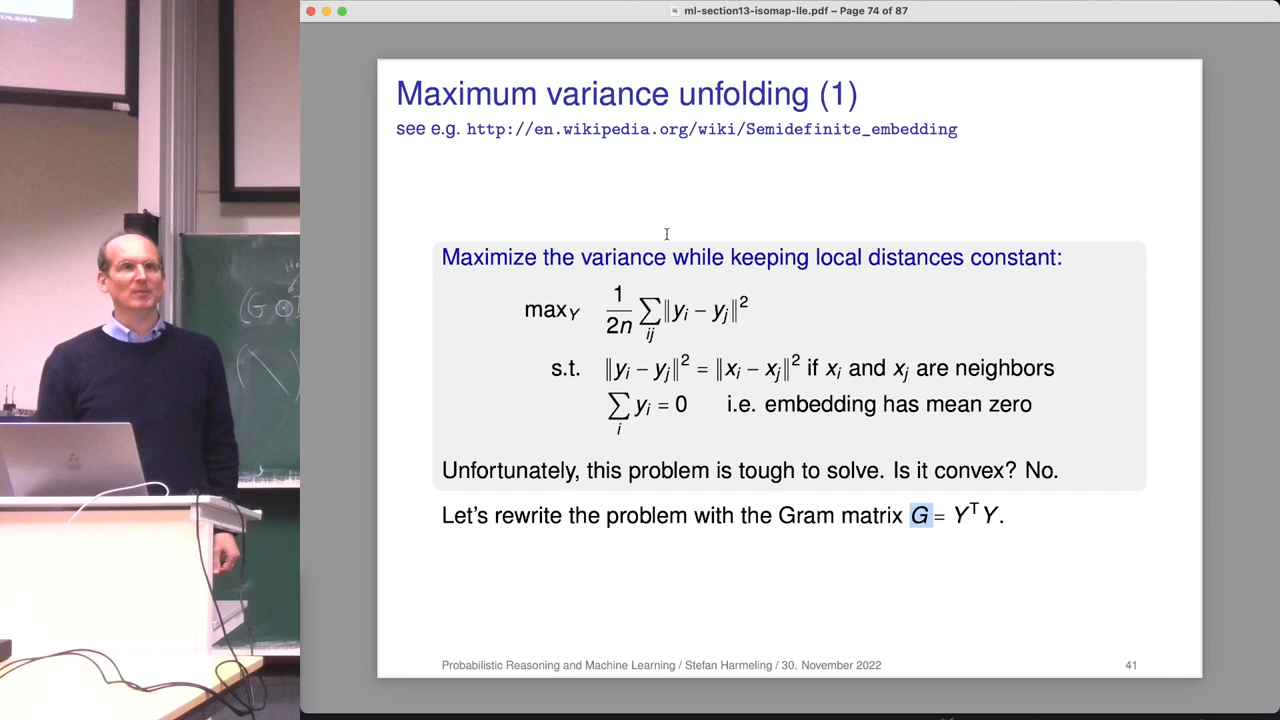 ml-section13-isomap-lle.pdf – Page 74 of 87
Maximum variance unfolding (1)
see e.g. http://en.wikipedia.org/wiki/Semidefinite_embedding
Maximize the variance while keeping local distances constant:
max_Y 1/2n ∑_ij ‖y_i − y_j‖²
s.t. ‖y_i − y_j‖² = ‖x_i − x_j‖² if x_i and x_j are neighbors
∑_i y_i = 0 i.e. embedding has mean zero
Unfortunately, this problem is tough to solve. Is it convex? No.
Let's rewrite the problem with the Gram matrix G = YᵀY.
Probabilistic Reasoning and Machine Learning / Stefan Harmeling / 30. November 2022 41